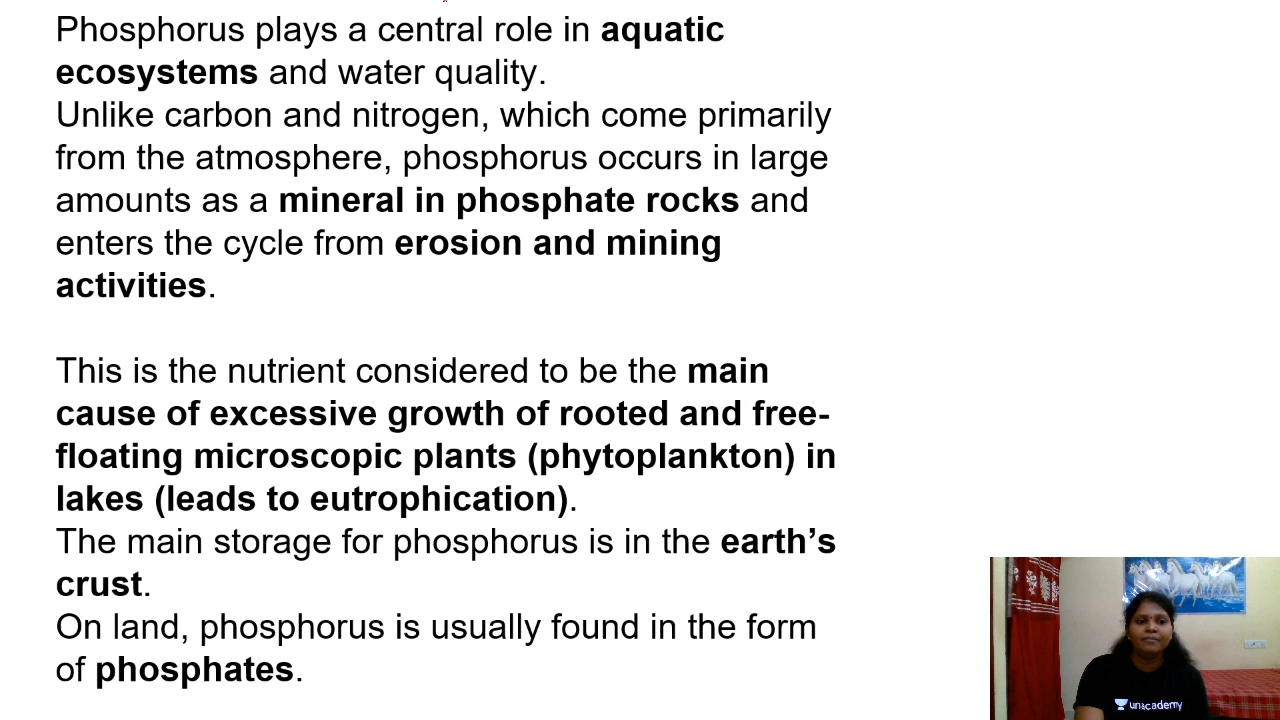 Phosphorus plays a central role in aquatic
ecosystems and water quality.
Unlike carbon and nitrogen, which come primarily
from the atmosphere, phosphorus occurs in large
amounts as a mineral in phosphate rocks and
enters the cycle from erosion and mining
activities.
This is the nutrient considered to be the main
cause of excessive growth of rooted and free-
floating microscopic plants (phytoplankton) in
lakes (leads to eutrophication).
The main storage for phosphorus is in the earth’s
crust.
On land, phosphorus is usually found in the form
of phosphates.
unacademy